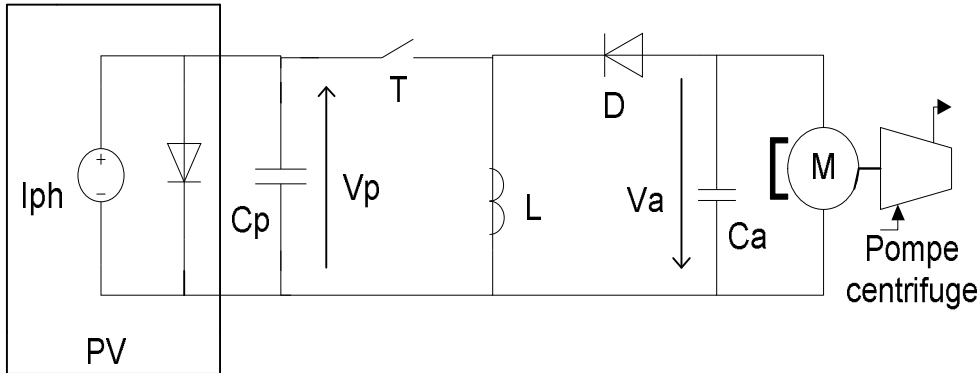 T
D
M
Iph
+
−
Cp
Vp
L
Va
Ca
Pompe
centrifuge
PV